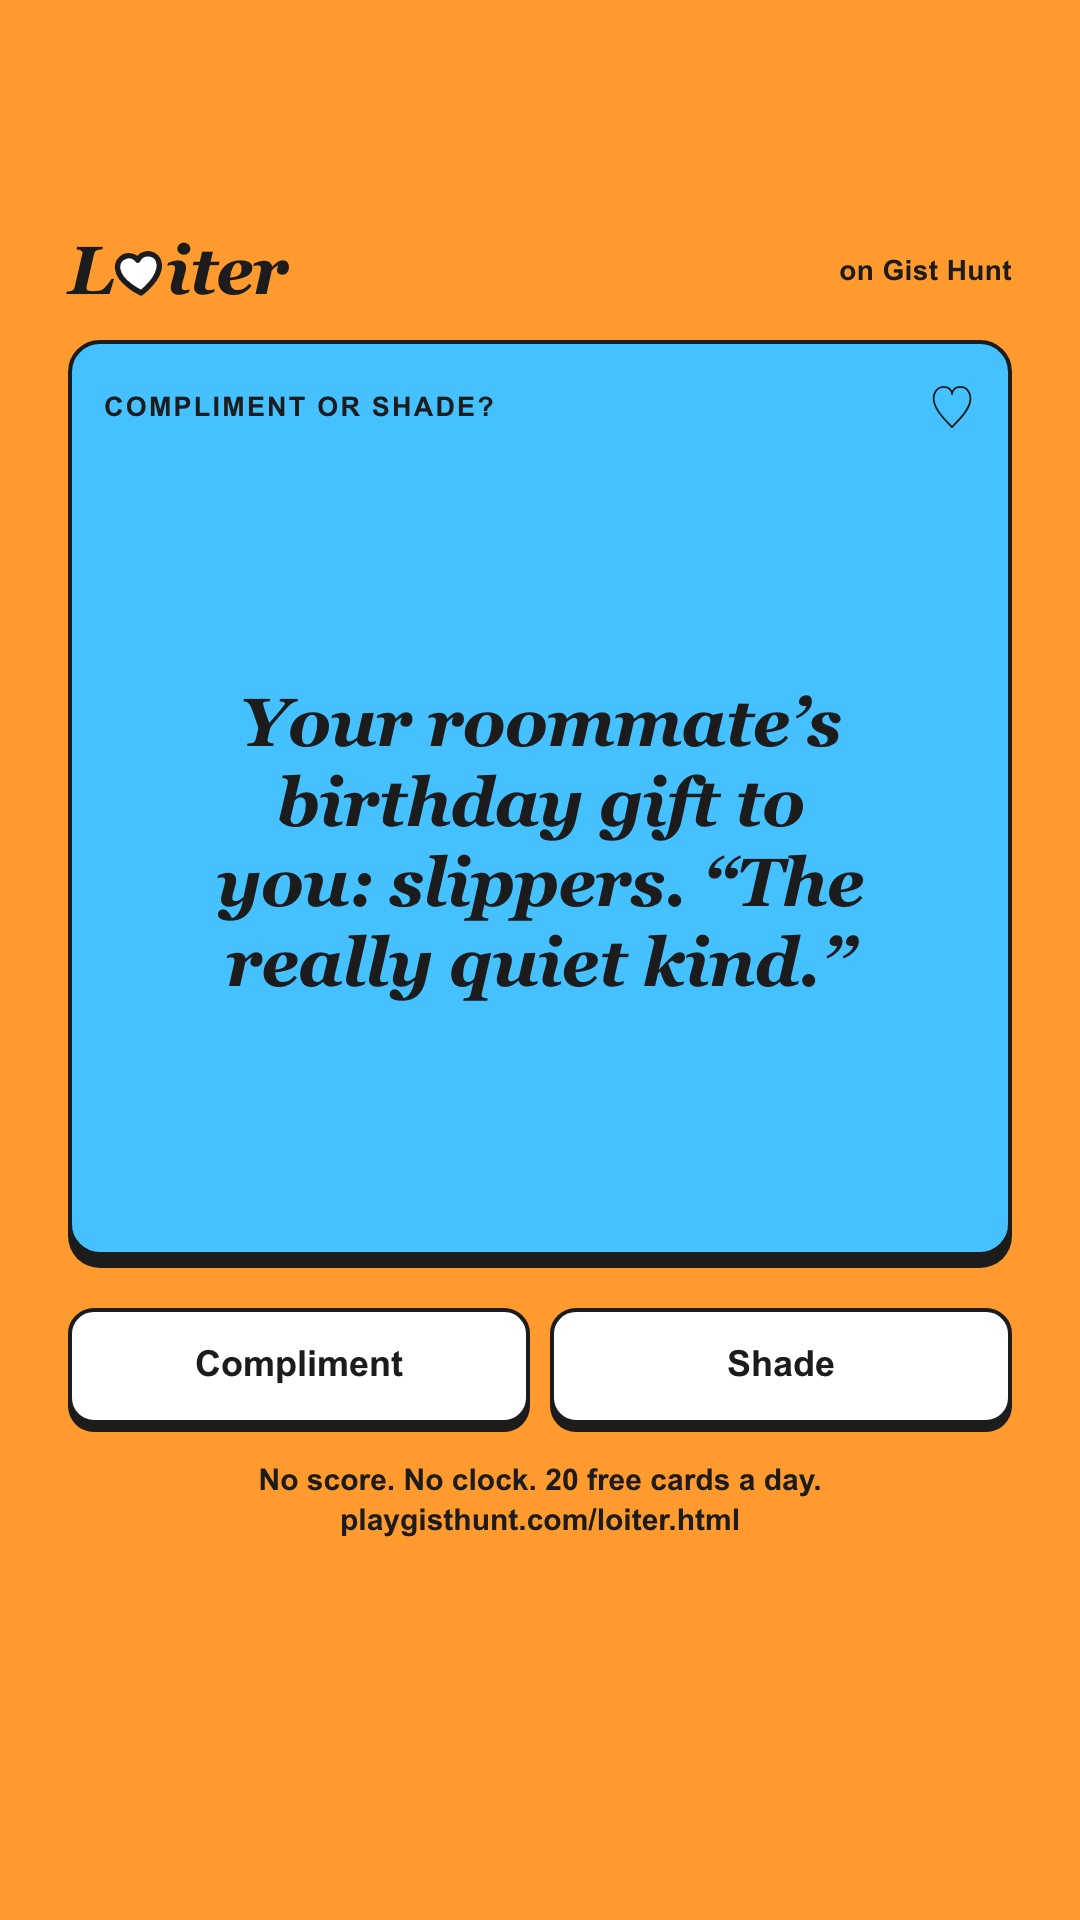 Loiter
on Gist Hunt
COMPLIMENT OR SHADE?
Your roommate’s
birthday gift to
you: slippers. “The
really quiet kind.”
Compliment
Shade
No score. No clock. 20 free cards a day.
playgisthunt.com/loiter.html